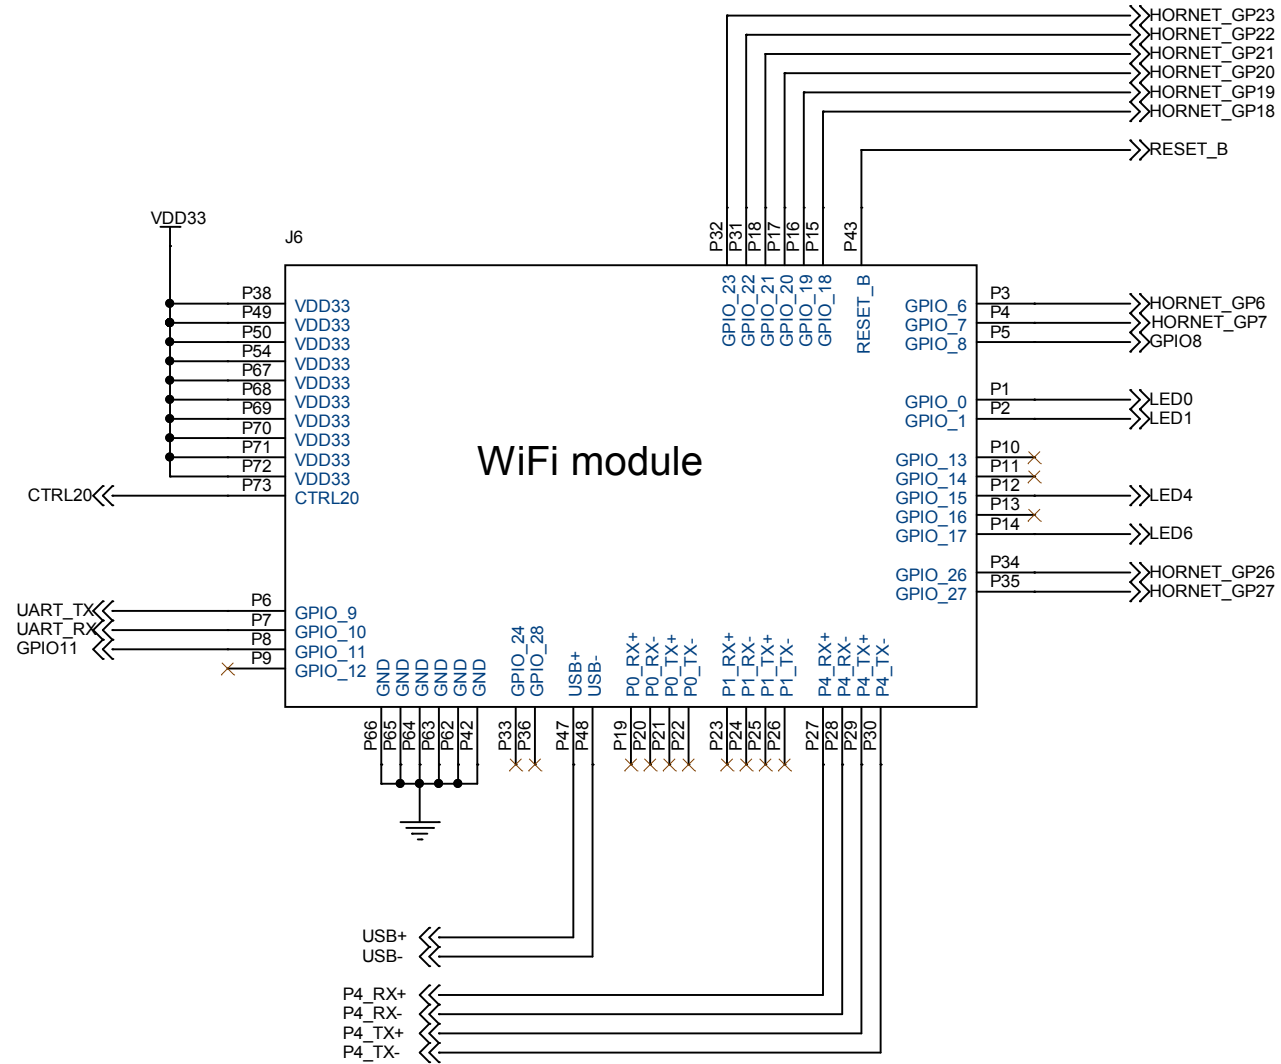 HORNET_GP23
HORNET_GP22
HORNET_GP21
HORNET_GP20
HORNET_GP19
HORNET_GP18
RESET_B
VDD33
J6
P32
P31
P18
P17
P16
P15
P43
GPIO_23
GPIO_22
GPIO_21
GPIO_20
GPIO_19
GPIO_18
RESET_B
P38 VDD33
P49 VDD33
P50 VDD33
P54 VDD33
P67 VDD33
P68 VDD33
P69 VDD33
P70 VDD33
P71 VDD33
P72 VDD33
CTRL20 P73 CTRL20
WiFi module
GPIO_6 P3 HORNET_GP6
GPIO_7 P4 HORNET_GP7
GPIO_8 P5 GPIO8
GPIO_0 P1 LED0
GPIO_1 P2 LED1
GPIO_13 P10
GPIO_14 P11
GPIO_15 P12 LED4
GPIO_16 P13
GPIO_17 P14 LED6
GPIO_26 P34 HORNET_GP26
GPIO_27 P35 HORNET_GP27
UART_TX P6 GPIO_9
UART_RX P7 GPIO_10
GPIO11 P8 GPIO_11
P9 GPIO_12
GND
GND
GND
GND
GND
GND
GPIO_24
GPIO_28
USB+
USB-
P0_RX+
P0_RX-
P0_TX+
P0_TX-
P1_RX+
P1_RX-
P1_TX+
P1_TX-
P4_RX+
P4_RX-
P4_TX+
P4_TX-
P66
P65
P64
P63
P62
P42
P33
P36
P47
P48
P19
P20
P21
P22
P23
P24
P25
P26
P27
P28
P29
P30
USB+
USB-
P4_RX+
P4_RX-
P4_TX+
P4_TX-